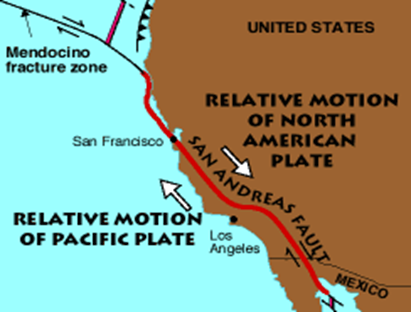 UNITED STATES
Mendocino
fracture zone
RELATIVE MOTION
OF NORTH
AMERICAN
PLATE
San Francisco
SAN ANDREAS FAULT
RELATIVE MOTION
OF PACIFIC PLATE
Los
Angeles
MEXICO